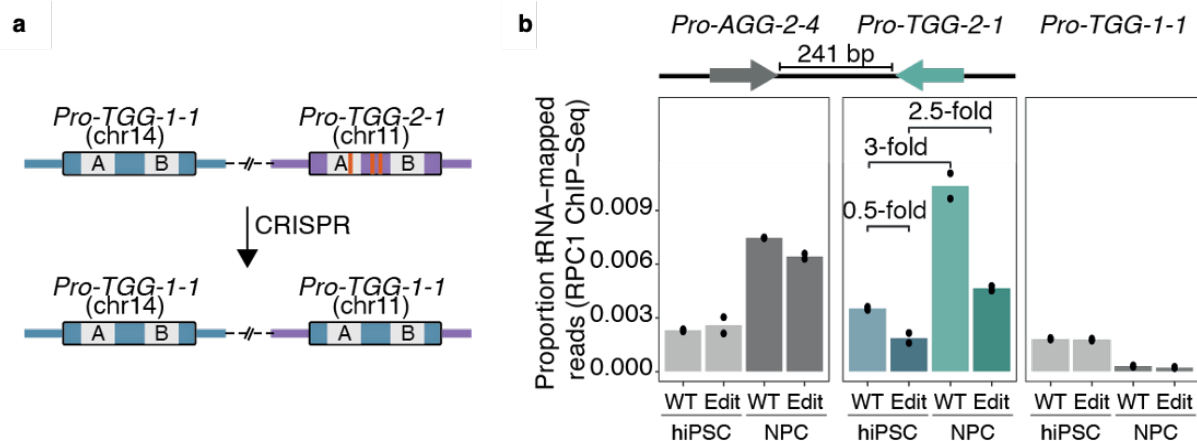 a
Pro-TGG-1-1
(chr14)
Pro-TGG-2-1
(chr11)
A
B
A
B
CRISPR
Pro-TGG-1-1
(chr14)
Pro-TGG-1-1
(chr11)
A
B
A
B
b
Pro-AGG-2-4
Pro-TGG-2-1
Pro-TGG-1-1
241 bp
Proportion tRNA−mapped
reads (RPC1 ChIP−Seq)
0.009
0.006
0.003
0.000
2.5-fold
3-fold
0.5-fold
WT Edit WT Edit
hiPSC NPC
WT Edit WT Edit
hiPSC NPC
WT Edit WT Edit
hiPSC NPC